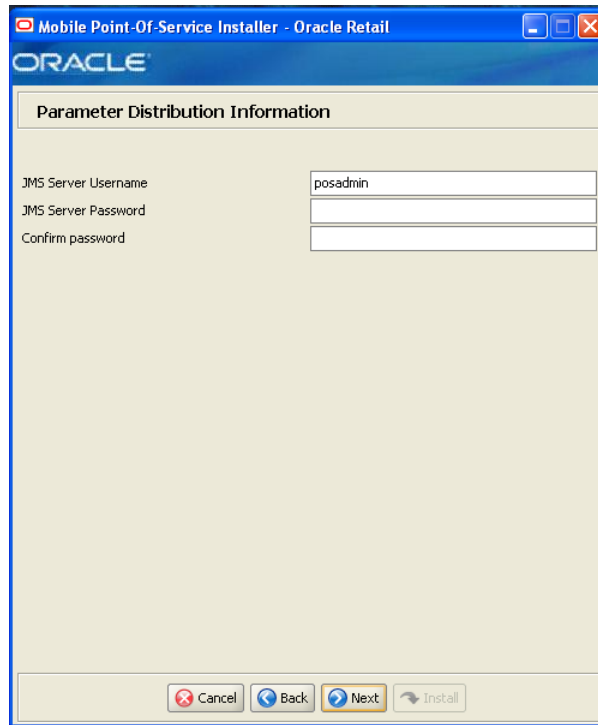 Mobile Point-Of-Service Installer - Oracle Retail
ORACLE
Parameter Distribution Information
JMS Server Username posadmin
JMS Server Password
Confirm password
Cancel Back Next Install